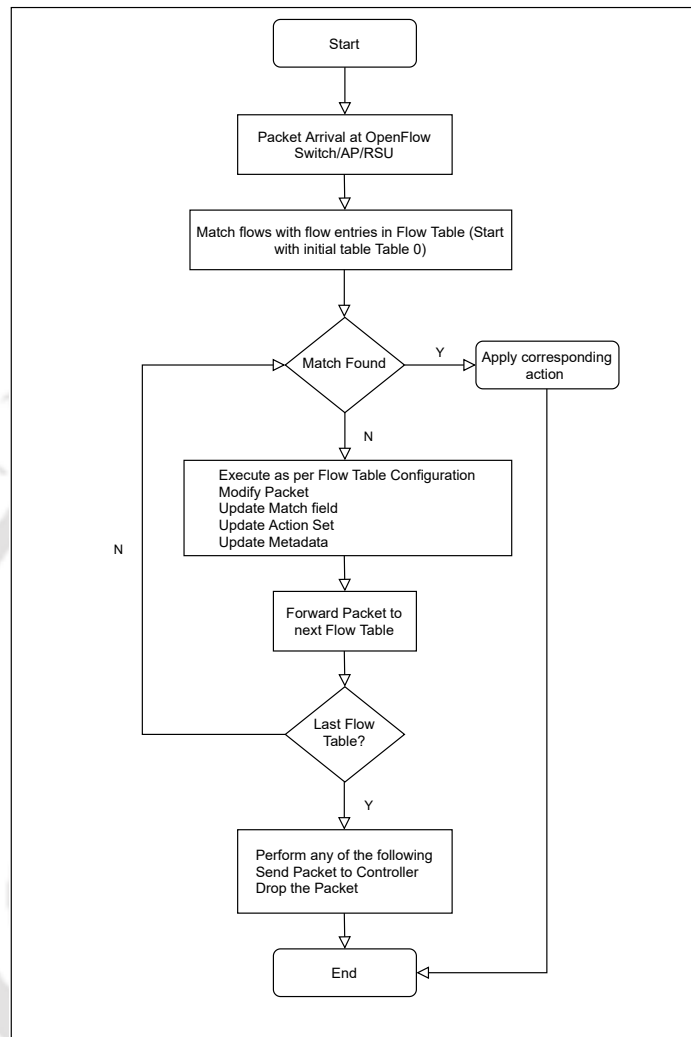 Start
Packet Arrival at OpenFlow
Switch/AP/RSU
Match flows with flow entries in Flow Table (Start
with initial table Table 0)
Match Found
Y
Apply corresponding
action
N
Execute as per Flow Table Configuration
Modify Packet
Update Match field
Update Action Set
Update Metadata
N
Forward Packet to
next Flow Table
Last Flow
Table?
Y
Perform any of the following
Send Packet to Controller
Drop the Packet
End